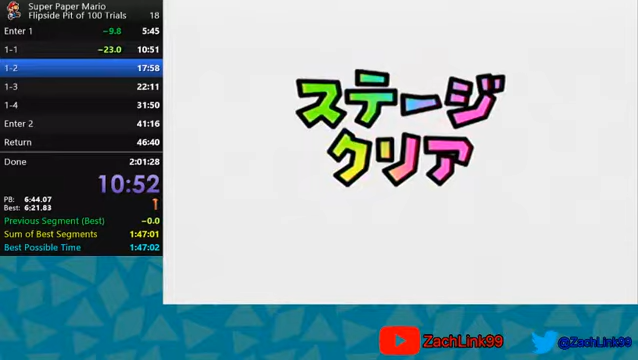 Super Paper Mario
Flipside Pit of 100 Trials 18
Enter 1 -9.8 5:45
1-1 -23.0 10:51
1-2 17:58
1-3 22:11
1-4 31:50
Enter 2 41:16
Return 46:40
Done 2:01:28
10:52
PB: 6:44.07
Best: 6:21.83
Previous Segment (Best) -0.0
Sum of Best Segments 1:47:01
Best Possible Time 1:47:02
ステージ
クリア
ZachLink99
@ZachLink99